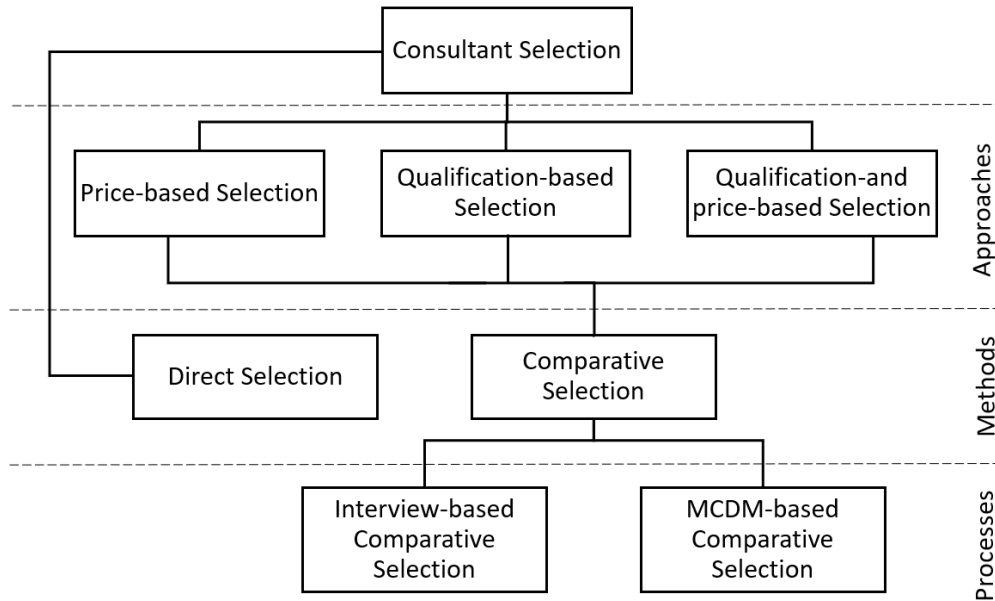 Consultant Selection
Price-based Selection
Qualification-based
Selection
Qualification-and
price-based Selection
Approaches
Direct Selection
Comparative
Selection
Methods
Interview-based
Comparative
Selection
MCDM-based
Comparative
Selection
Processes